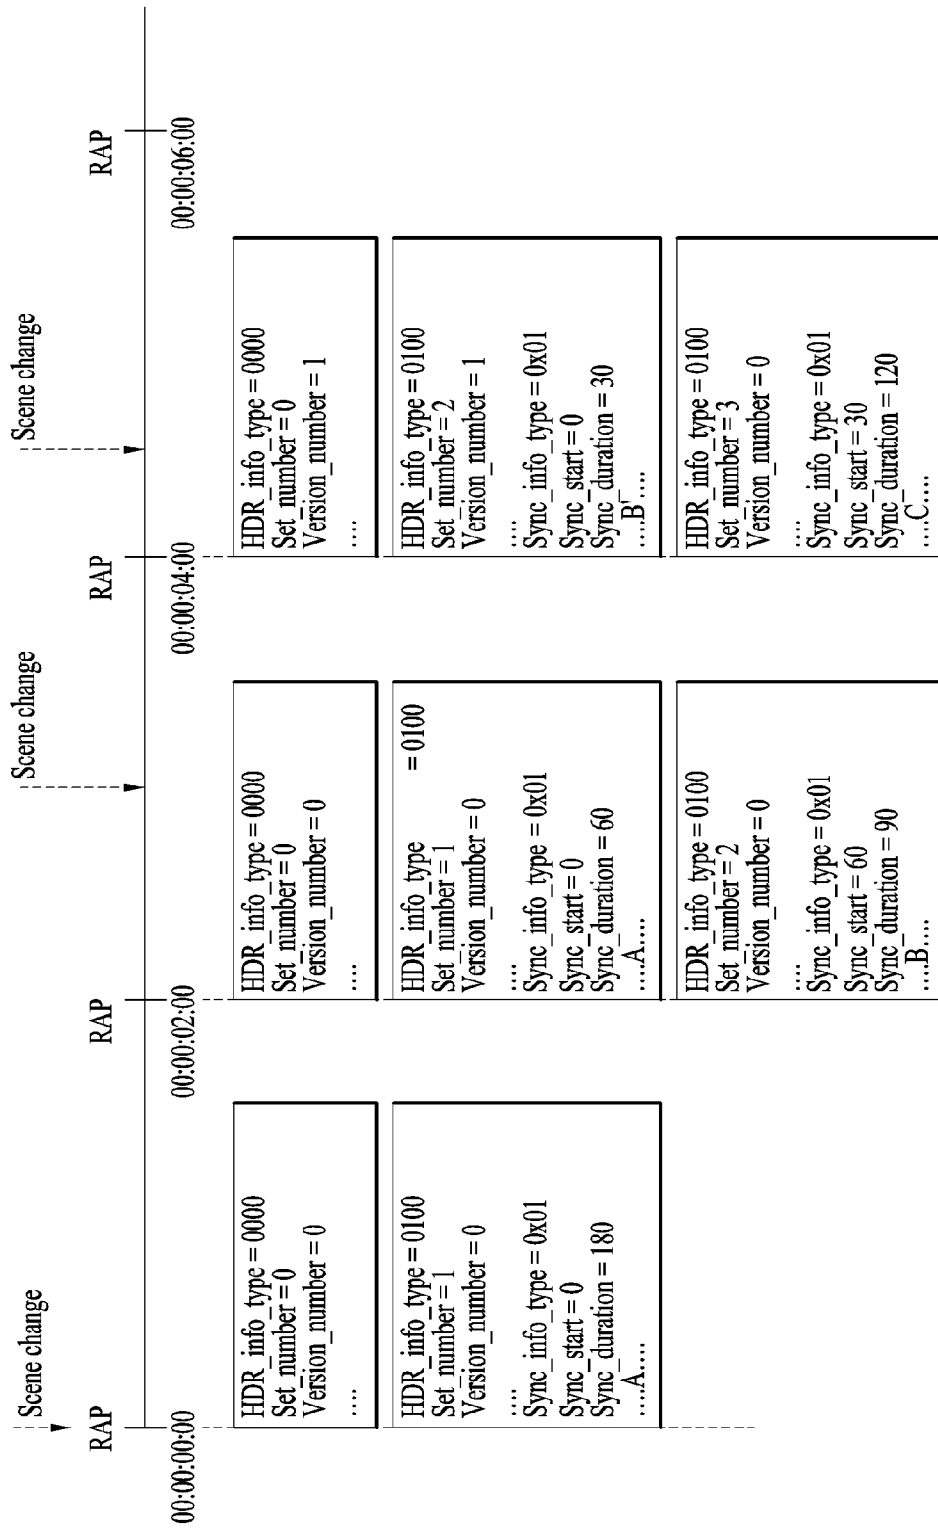 Scene change
Scene change
Scene change
RAP
RAP
RAP
RAP
00:00:00:00
00:00:02:00
00:00:04:00
00:00:06:00
HDR_info_type = 0000
Set_number = 0
Version_number = 0
....
HDR_info_type = 0100
Set_number = 1
Version_number = 0
....
Sync_info_type = 0x01
Sync_start = 0
Sync_duration = 180
....A....
HDR_info_type = 0000
Set_number = 0
Version_number = 0
....
HDR_info_type = 0100
Set_number = 1
Version_number = 0
....
Sync_info_type = 0x01
Sync_start = 0
Sync_duration = 60
....A....
HDR_info_type = 0100
Set_number = 2
Version_number = 0
....
Sync_info_type = 0x01
Sync_start = 60
Sync_duration = 90
....B....
HDR_info_type = 0000
Set_number = 0
Version_number = 1
....
HDR_info_type = 0100
Set_number = 2
Version_number = 1
....
Sync_info_type = 0x01
Sync_start = 0
Sync_duration = 30
....B'....
HDR_info_type = 0100
Set_number = 3
Version_number = 0
....
Sync_info_type = 0x01
Sync_start = 30
Sync_duration = 120
....C....